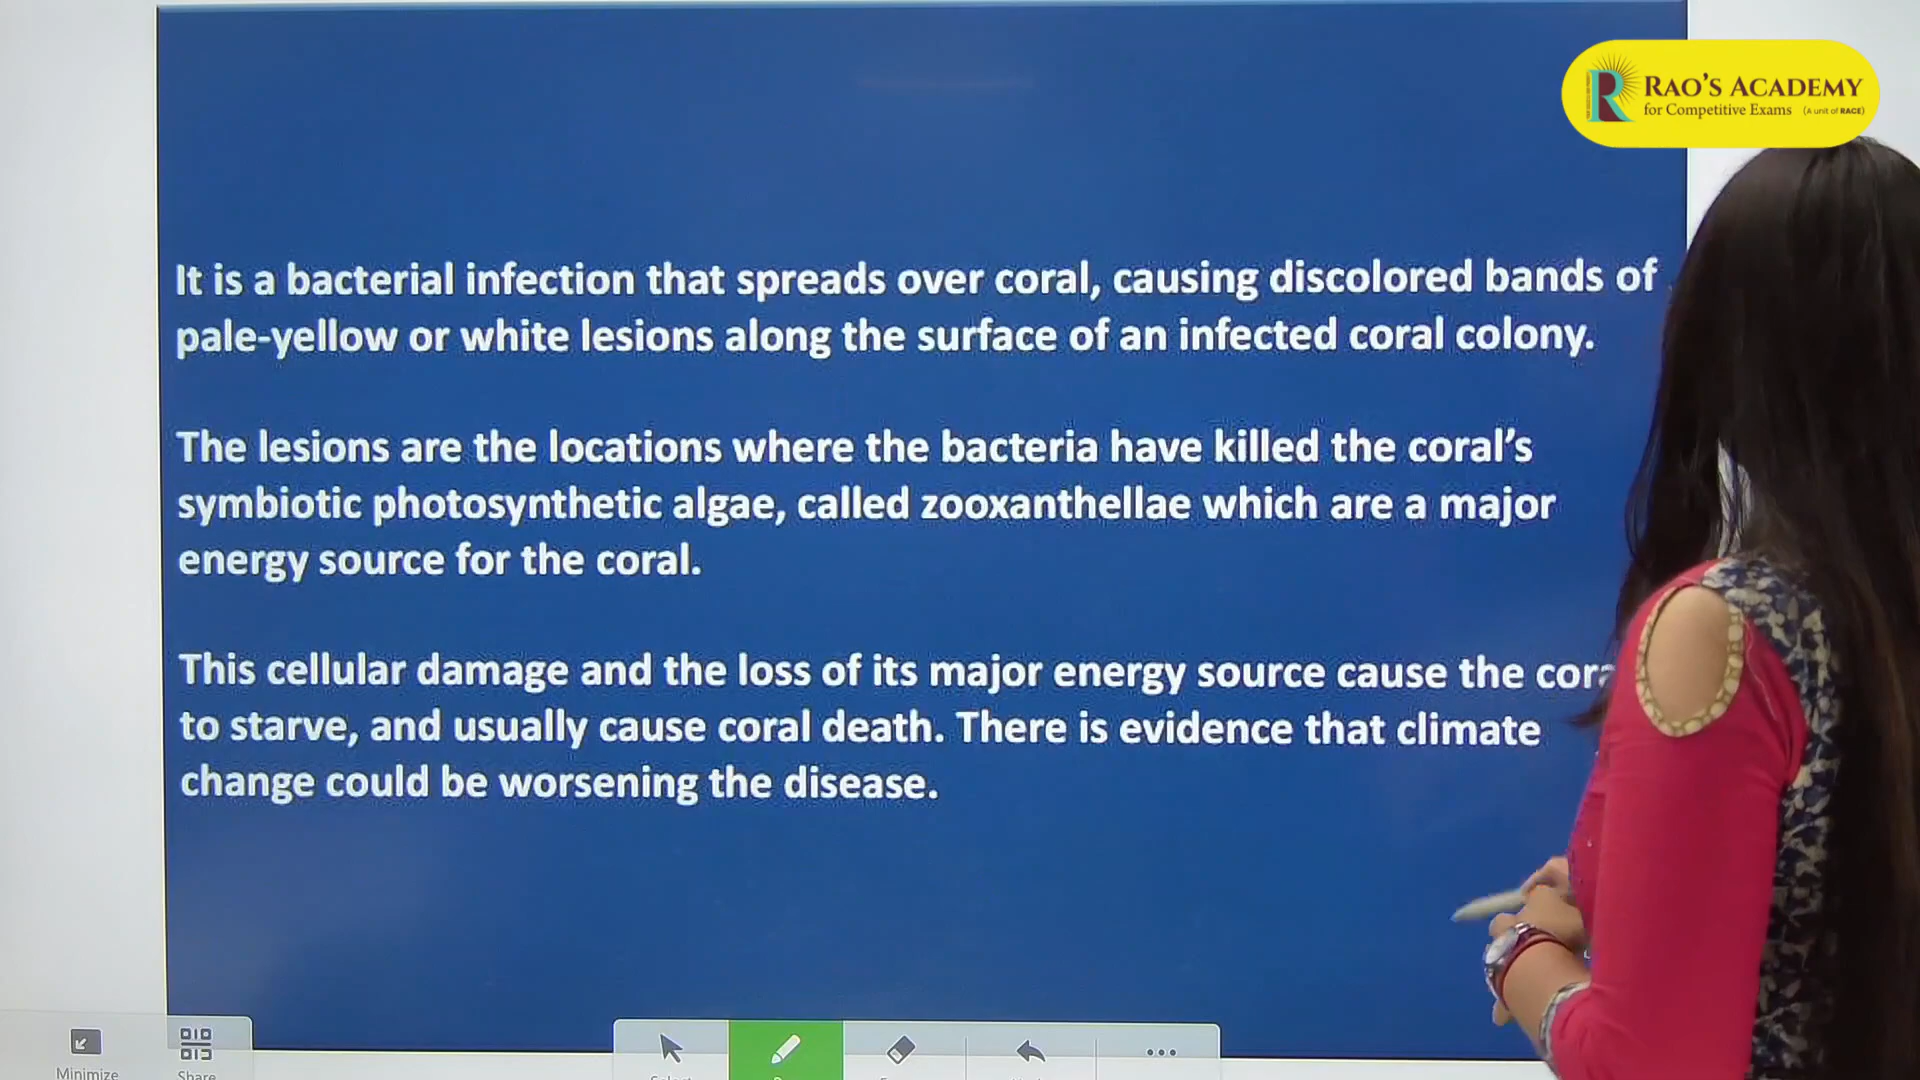 RAO'S ACADEMY
for Competitive Exams (A unit of RACE)
It is a bacterial infection that spreads over coral, causing discolored bands of
pale-yellow or white lesions along the surface of an infected coral colony.
The lesions are the locations where the bacteria have killed the coral's
symbiotic photosynthetic algae, called zooxanthellae which are a major
energy source for the coral.
This cellular damage and the loss of its major energy source cause the
to starve, and usually cause coral death. There is evidence that climate
change could be worsening the disease.
Minimize
Share
Select